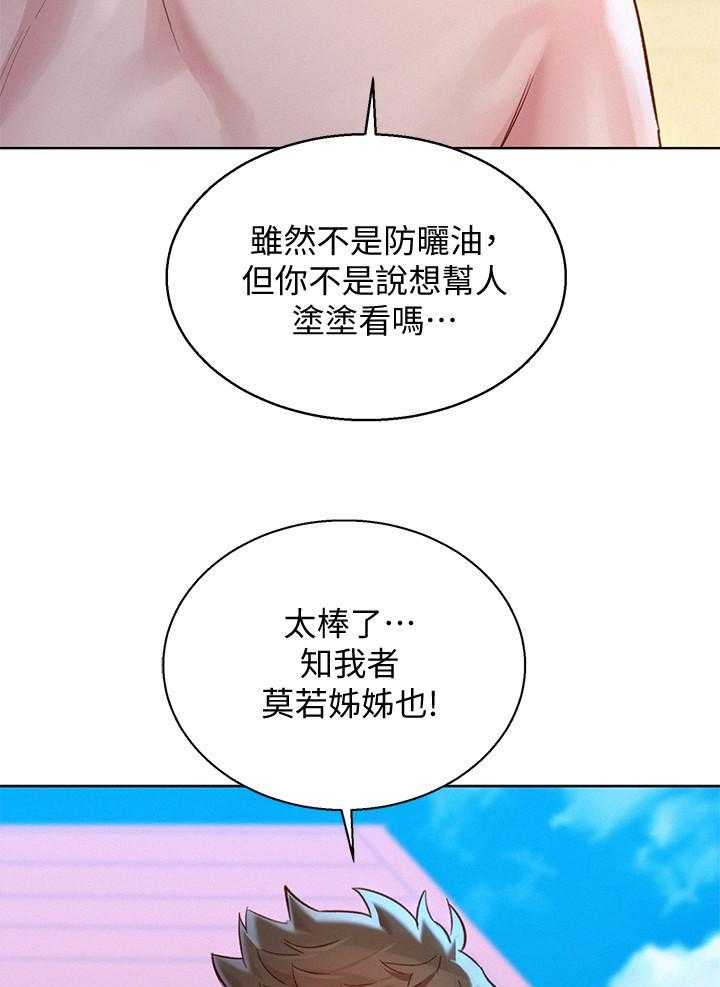 雖然不是防曬油，
但你不是說想幫人
塗塗看嗎…
太棒了…
知我者
莫若姊姊也!